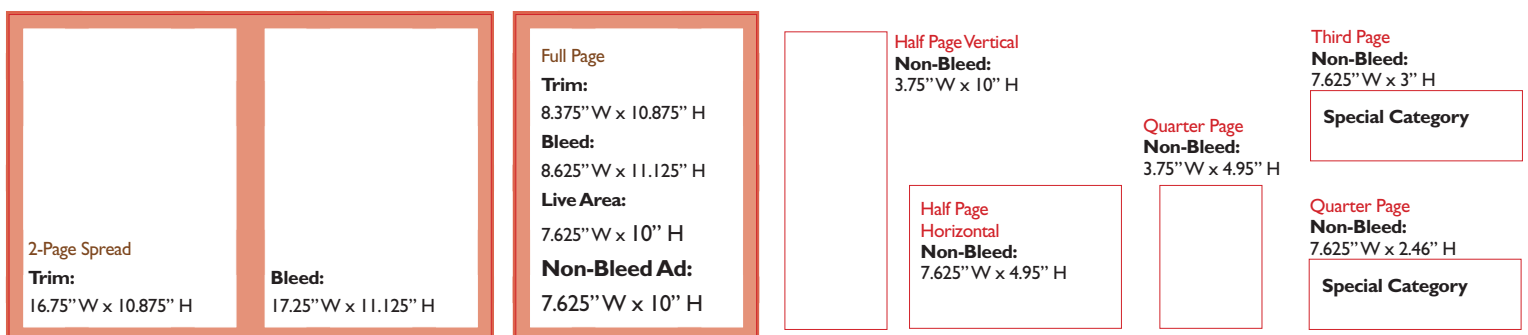 2-Page Spread
Trim:
16.75” W x 10.875” H
Bleed:
17.25” W x 11.125” H
Full Page
Trim:
8.375” W x 10.875” H
Bleed:
8.625” W x 11.125” H
Live Area:
7.625” W x 10” H
Non-Bleed Ad:
7.625” W x 10” H
Half Page Vertical
Non-Bleed:
3.75” W x 10” H
Half Page
Horizontal
Non-Bleed:
7.625” W x 4.95” H
Quarter Page
Non-Bleed:
3.75” W x 4.95” H
Third Page
Non-Bleed:
7.625” W x 3” H
Special Category
Quarter Page
Non-Bleed:
7.625” W x 2.46” H
Special Category